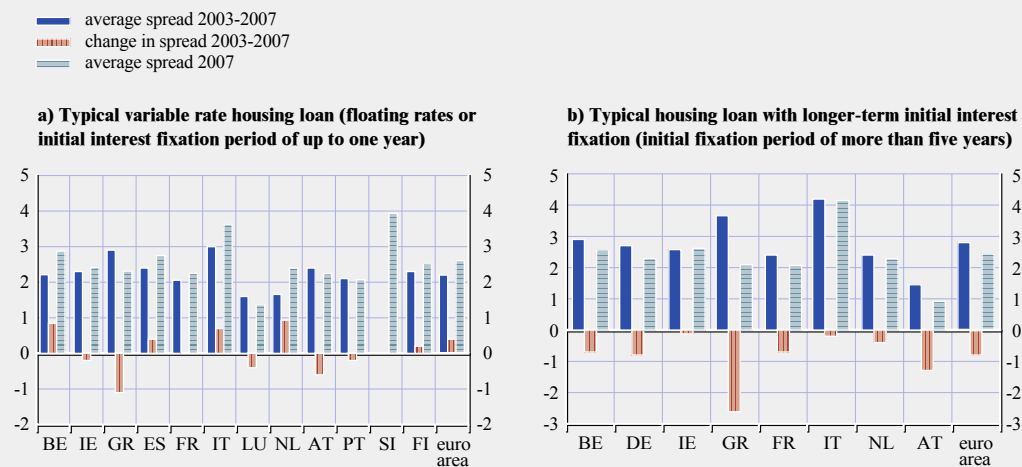 average spread 2003-2007
change in spread 2003-2007
average spread 2007
a) Typical variable rate housing loan (floating rates or
initial interest fixation period of up to one year)
5 5
4 4
3 3
2 2
1 1
0 0
-1 -1
-2 -2
BE IE GR ES FR IT LU NL AT PT SI FI euro
area
b) Typical housing loan with longer-term initial interest
fixation (initial fixation period of more than five years)
5 5
4 4
3 3
2 2
1 1
0 0
-1 -1
-2 -2
-3 -3
BE DE IE GR FR IT NL AT euro
area